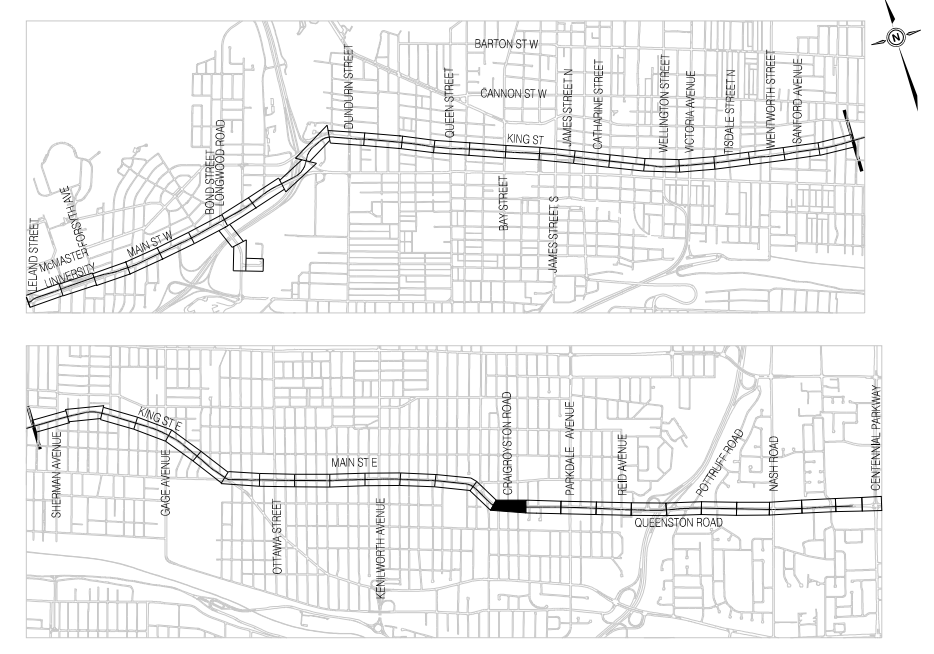 N
BARTON ST W
CANNON ST W
DUNDURN STREET
QUEEN STREET
JAMES STREET N
CATHARINE STREET
WELLINGTON STREET
VICTORIA AVENUE
TISDALE STREET N
WENTWORTH STREET
SANFORD AVENUE
KING ST
BOND STREET
LONGWOOD ROAD
BAY STREET
JAMES STREET S
LELAND STREET
FORSYTH AVE
McMASTER
UNIVERSITY
MAIN ST W
KING ST E
SHERMAN AVENUE
GAGE AVENUE
MAIN ST E
OTTAWA STREET
KENILWORTH AVENUE
CRAIGROYSTON ROAD
PARKDALE AVENUE
REID AVENUE
POTTRUFF ROAD
NASH ROAD
CENTENNIAL PARKWAY
QUEENSTON ROAD